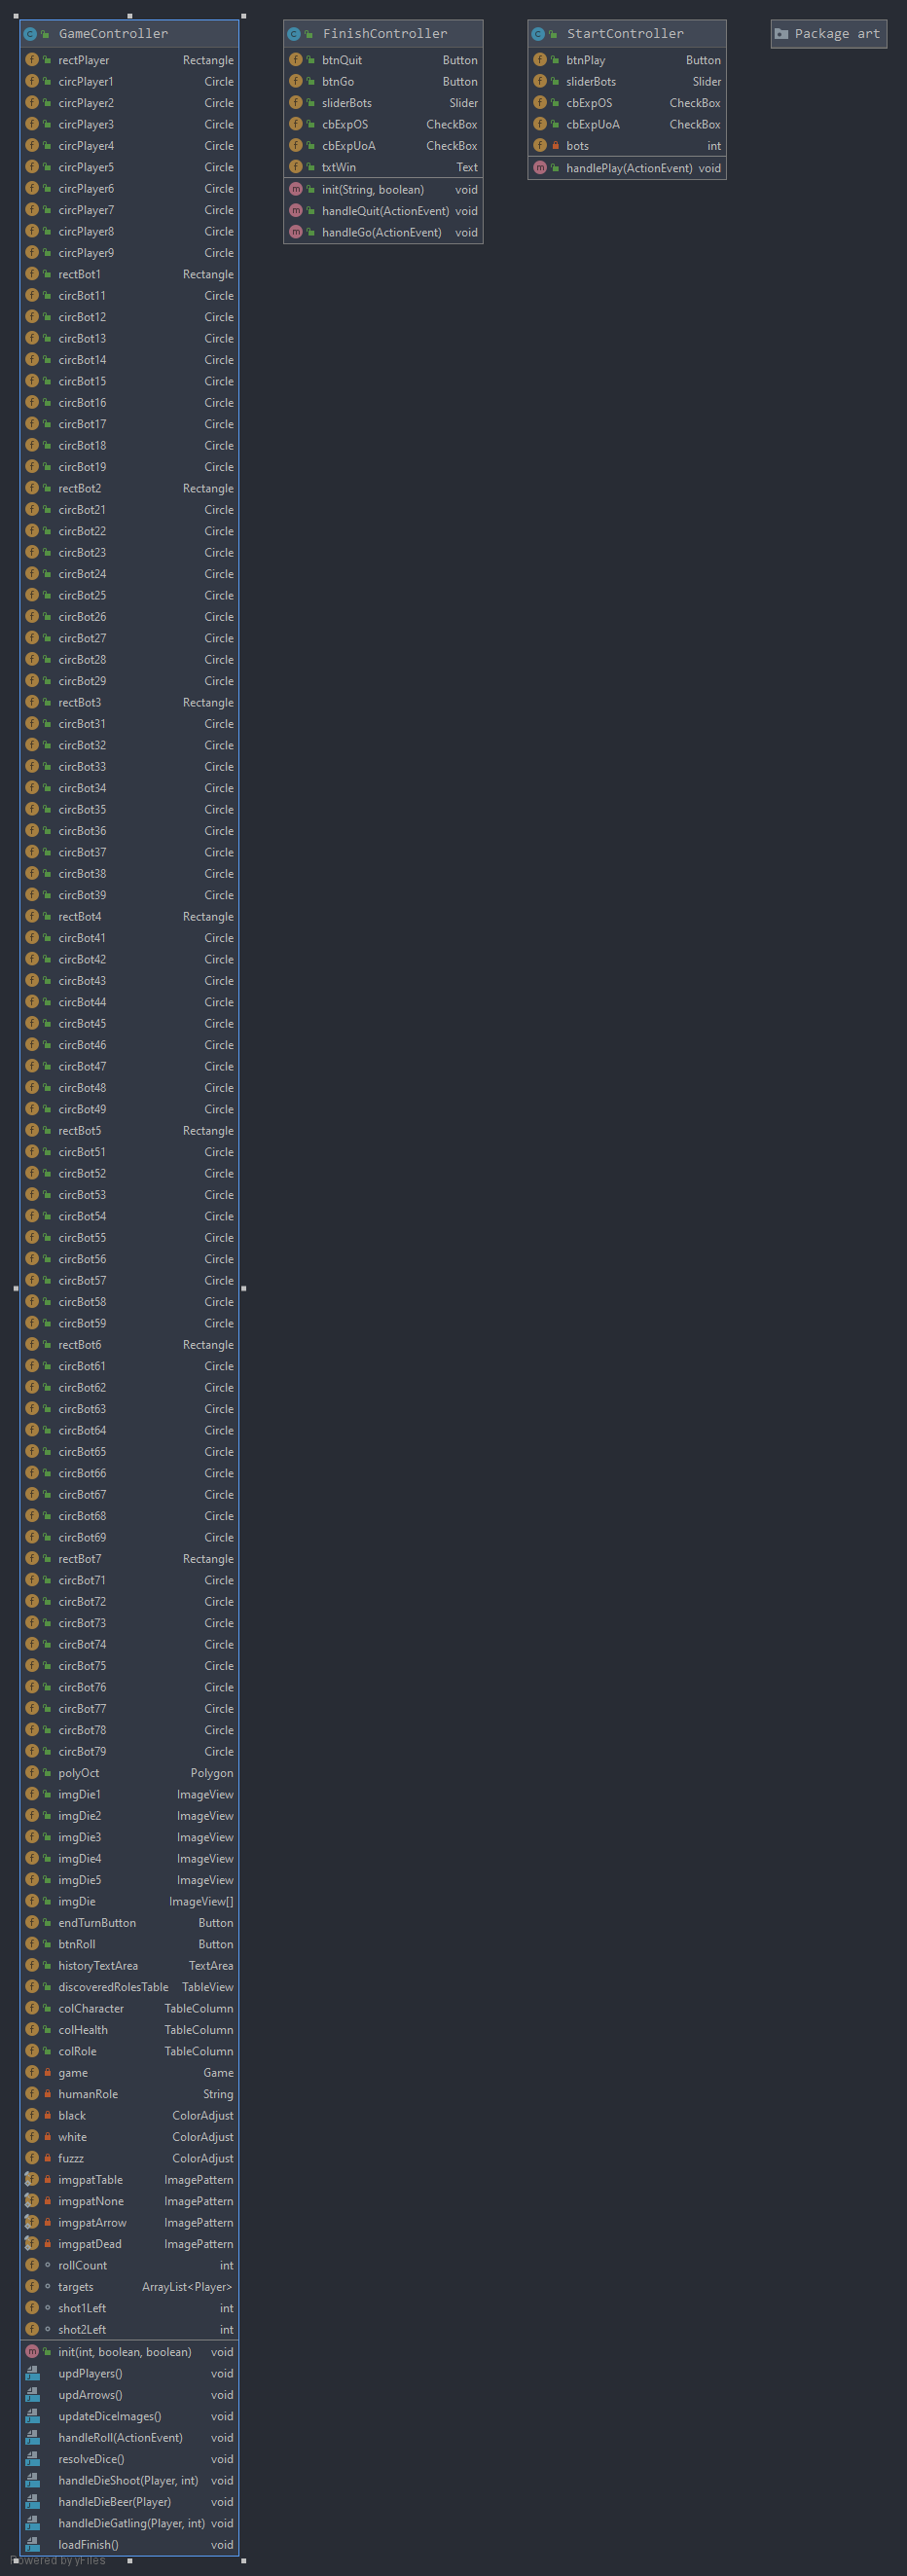 GameController
rectPlayer Rectangle
circPlayer1 Circle
circPlayer2 Circle
circPlayer3 Circle
circPlayer4 Circle
circPlayer5 Circle
circPlayer6 Circle
circPlayer7 Circle
circPlayer8 Circle
circPlayer9 Circle
rectBot1 Rectangle
circBot11 Circle
circBot12 Circle
circBot13 Circle
circBot14 Circle
circBot15 Circle
circBot16 Circle
circBot17 Circle
circBot18 Circle
circBot19 Circle
rectBot2 Rectangle
circBot21 Circle
circBot22 Circle
circBot23 Circle
circBot24 Circle
circBot25 Circle
circBot26 Circle
circBot27 Circle
circBot28 Circle
circBot29 Circle
rectBot3 Rectangle
circBot31 Circle
circBot32 Circle
circBot33 Circle
circBot34 Circle
circBot35 Circle
circBot36 Circle
circBot37 Circle
circBot38 Circle
circBot39 Circle
rectBot4 Rectangle
circBot41 Circle
circBot42 Circle
circBot43 Circle
circBot44 Circle
circBot45 Circle
circBot46 Circle
circBot47 Circle
circBot48 Circle
circBot49 Circle
rectBot5 Rectangle
circBot51 Circle
circBot52 Circle
circBot53 Circle
circBot54 Circle
circBot55 Circle
circBot56 Circle
circBot57 Circle
circBot58 Circle
circBot59 Circle
rectBot6 Rectangle
circBot61 Circle
circBot62 Circle
circBot63 Circle
circBot64 Circle
circBot65 Circle
circBot66 Circle
circBot67 Circle
circBot68 Circle
circBot69 Circle
rectBot7 Rectangle
circBot71 Circle
circBot72 Circle
circBot73 Circle
circBot74 Circle
circBot75 Circle
circBot76 Circle
circBot77 Circle
circBot78 Circle
circBot79 Circle
polyOct Polygon
imgDie1 ImageView
imgDie2 ImageView
imgDie3 ImageView
imgDie4 ImageView
imgDie5 ImageView
imgDie ImageView[]
endTurnButton Button
btnRoll Button
historyTextArea TextArea
discoveredRolesTable TableView
colCharacter TableColumn
colHealth TableColumn
colRole TableColumn
game Game
humanRole String
black ColorAdjust
white ColorAdjust
fuzzz ColorAdjust
imgpatTable ImagePattern
imgpatNone ImagePattern
imgpatArrow ImagePattern
imgpatDead ImagePattern
rollCount int
targets ArrayList<Player>
shot1Left int
shot2Left int
init(int, boolean, boolean) void
updPlayers() void
updArrows() void
updateDiceImages() void
handleRoll(ActionEvent) void
resolveDice() void
handleDieShoot(Player, int) void
handleDieBeer(Player) void
handleDieGatling(Player, int) void
loadFinish() void
Powered by yFiles
FinishController
btnQuit Button
btnGo Button
sliderBots Slider
cbExpOS CheckBox
cbExpUoA CheckBox
txtWin Text
init(String, boolean) void
handleQuit(ActionEvent) void
handleGo(ActionEvent) void
StartController
btnPlay Button
sliderBots Slider
cbExpOS CheckBox
cbExpUoA CheckBox
bots int
handlePlay(ActionEvent) void
Package art